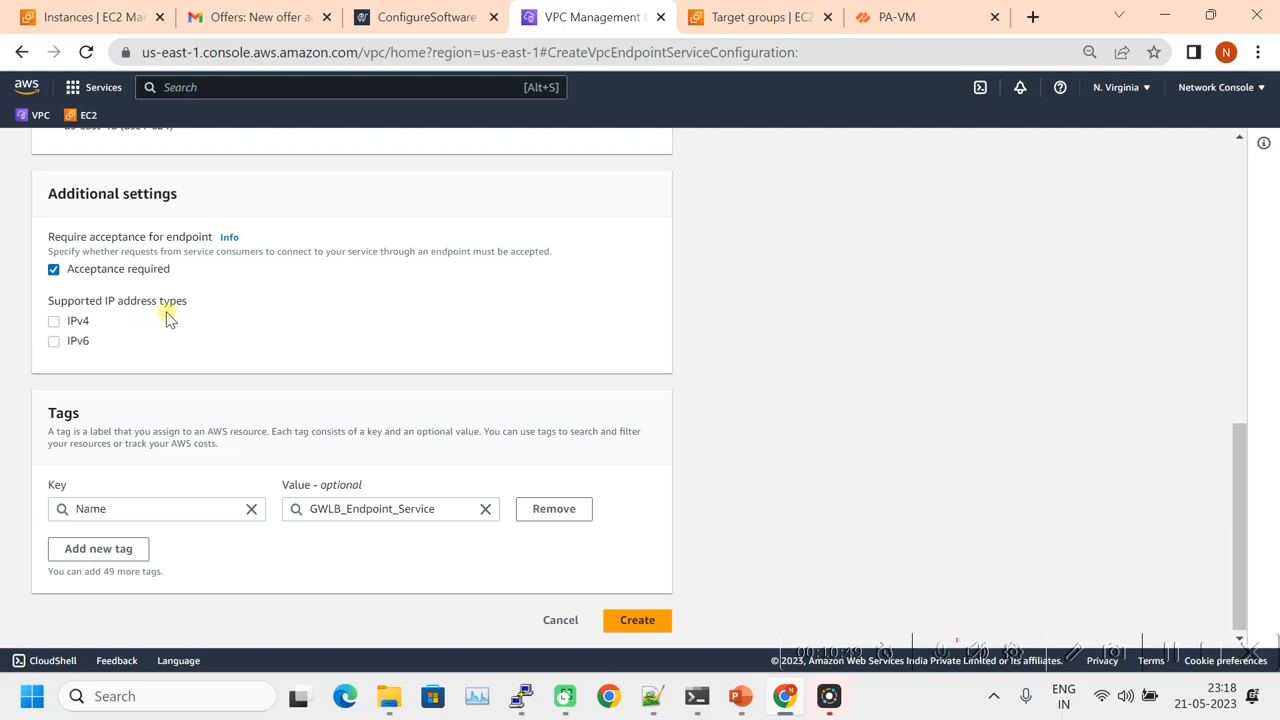 Instances | EC2 Mar
Offers: New offer a
ConfigureSoftware
VPC Management C
Target groups | EC2
PA-VM
us-east-1.console.aws.amazon.com/vpc/home?region=us-east-1#CreateVpcEndpointServiceConfiguration:
N
aws
Services
Search
[Alt+S]
N. Virginia
Network Console
VPC
EC2
Additional settings
Require acceptance for endpoint Info
Specify whether requests from service consumers to connect to your service through an endpoint must be accepted.
Acceptance required
Supported IP address types
IPv4
IPv6
Tags
A tag is a label that you assign to an AWS resource. Each tag consists of a key and an optional value. You can use tags to search and filter
your resources or track your AWS costs.
Key
Value - optional
Name
GWLB_Endpoint_Service
Remove
Add new tag
You can add 49 more tags.
Cancel
Create
00:10:49
CloudShell
Feedback
Language
© 2023, Amazon Web Services India Private Limited or its affiliates.
Privacy
Terms
Cookie preferences
Search
ENG
IN
23:18
21-05-2023